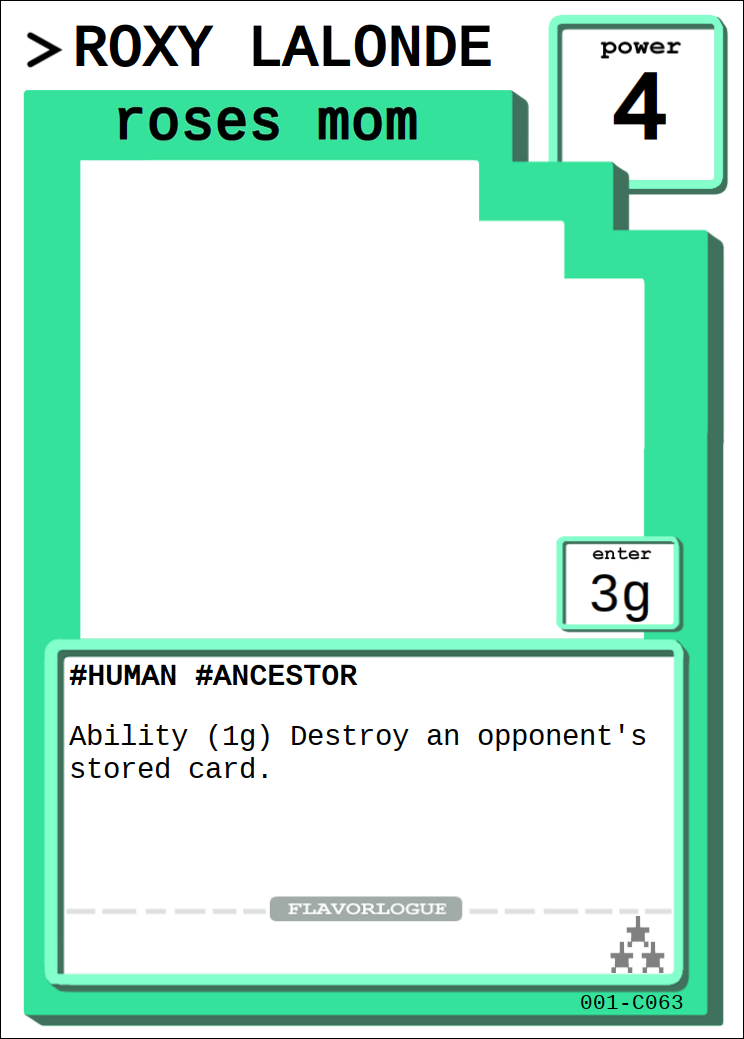 >ROXY LALONDE
power
4
roses mom
enter
3g
#HUMAN #ANCESTOR
Ability (1g) Destroy an opponent's
stored card.
FLAVORLOGUE
001-C063